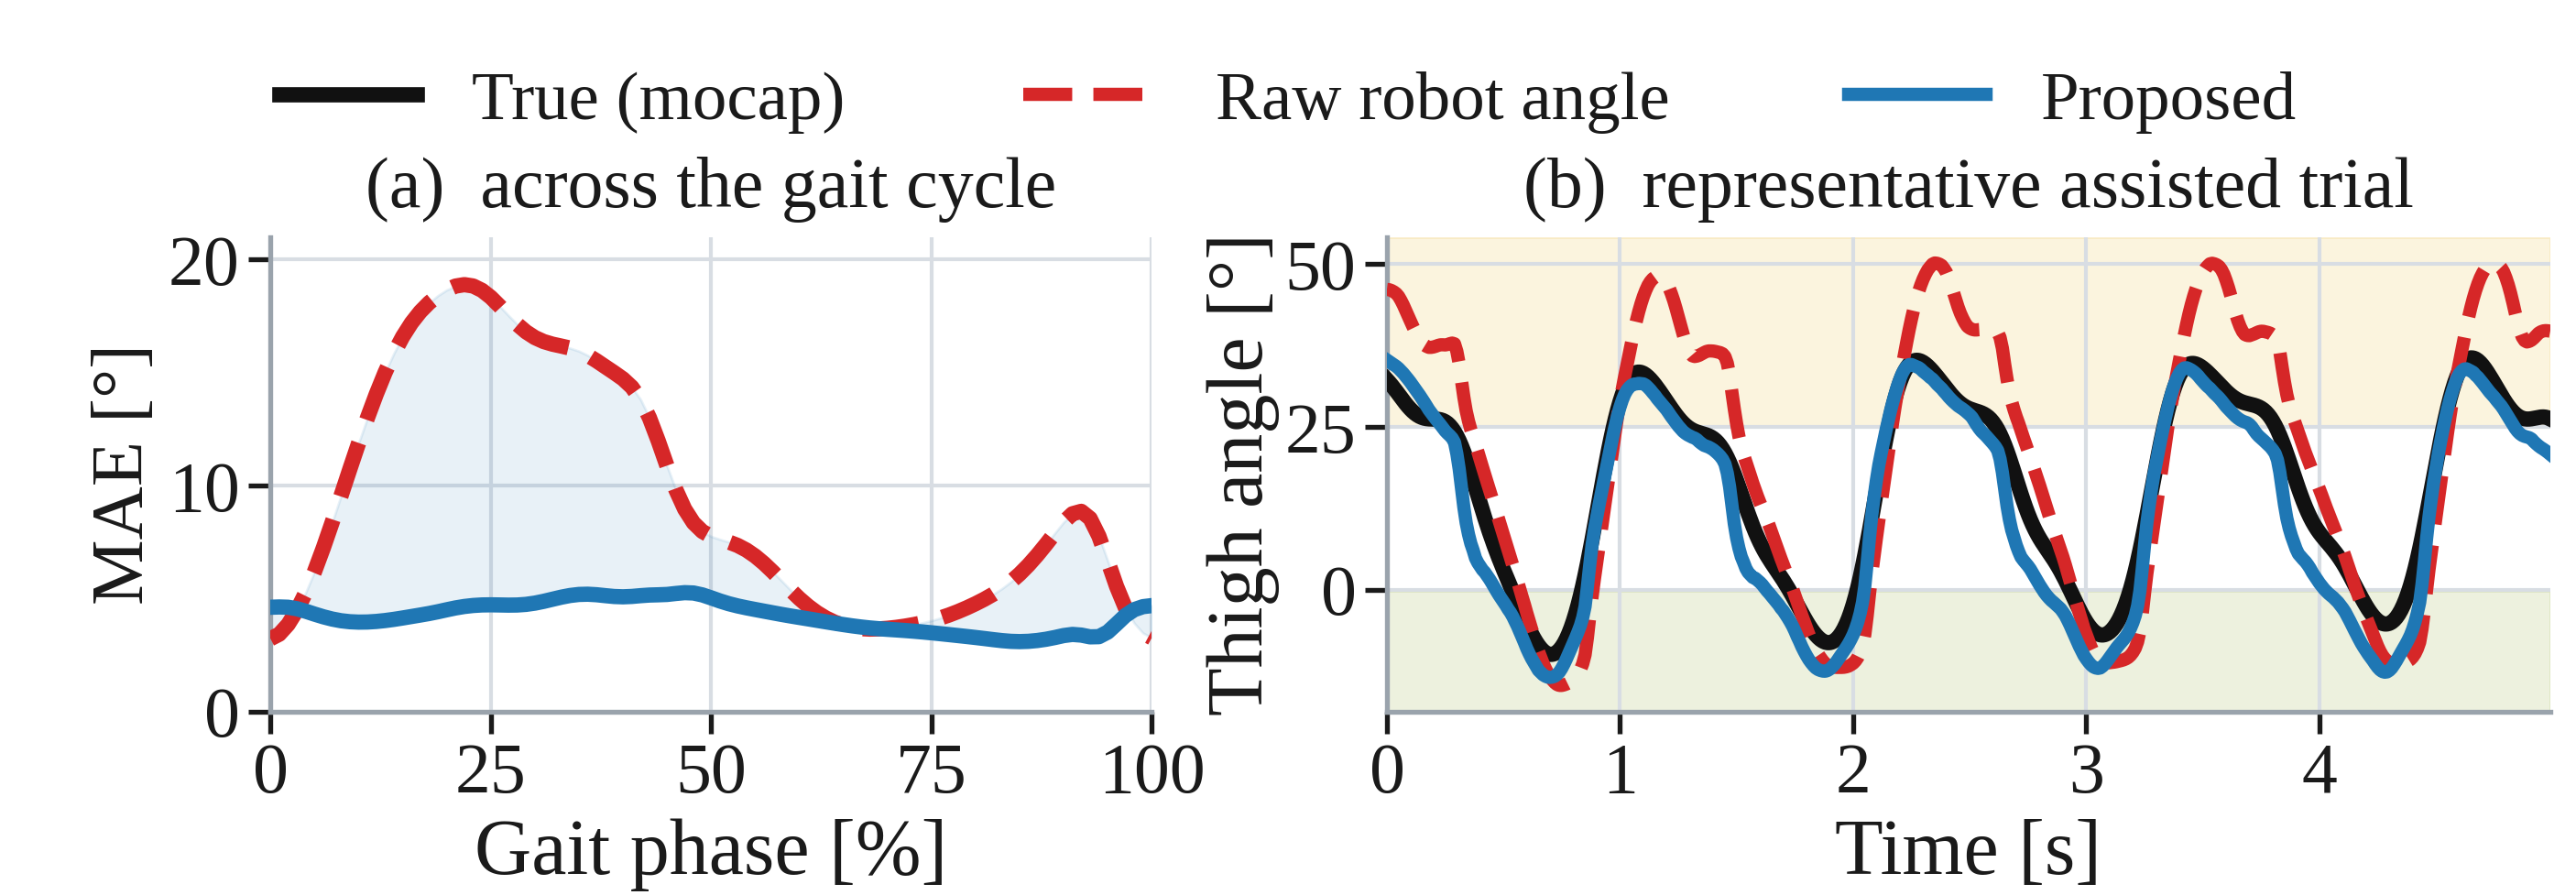 True (mocap)
Raw robot angle
Proposed
(a) across the gait cycle
MAE [°]
20
10
0
0 25 50 75 100
Gait phase [%]
(b) representative assisted trial
Thigh angle [°]
50
25
0
0 1 2 3 4
Time [s]